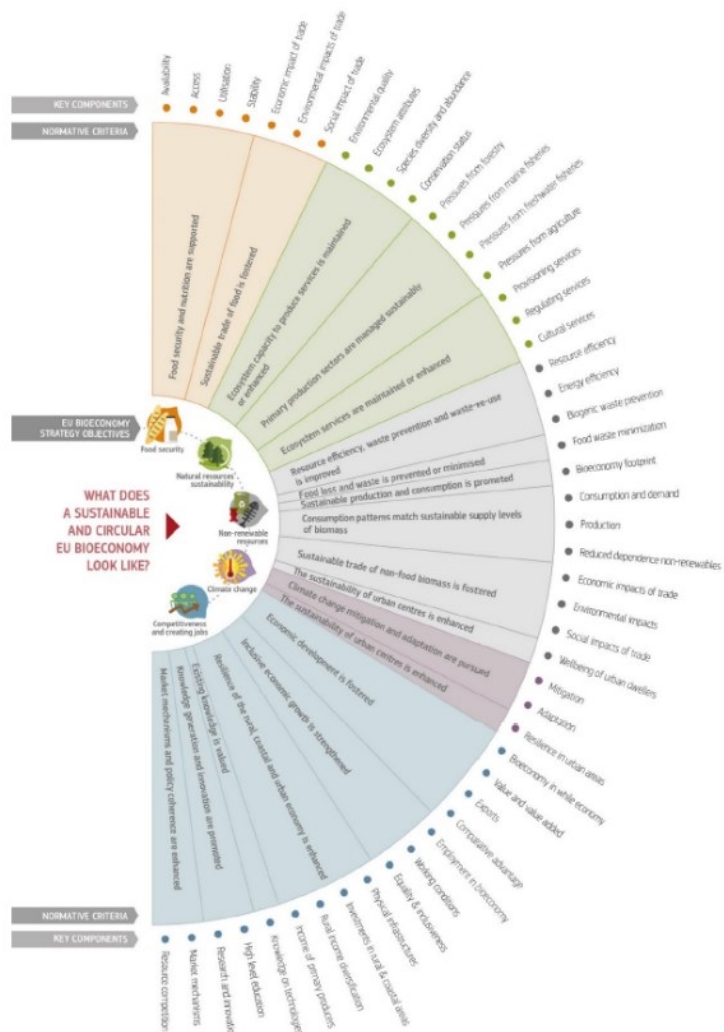 KEY COMPONENTS
Availability
Access
Utilisation
Stability
Economic impact of trade
Environmental impacts of trade
Social impact of trade
Environmental quality
Ecosystem attributes
Species diversity and abundance
Conservation status
Pressures from forestry
Pressures from marine fisheries
Pressures from freshwater fisheries
Pressures from agriculture
Provisioning services
Regulating services
Cultural services
Resource efficiency
Energy efficiency
Biogenic waste prevention
Food waste minimization
Bioeconomy footprint
Consumption and demand
Production
Reduced dependence non-renewables
Economic impacts of trade
Environmental impacts
Social impacts of trade
Wellbeing of urban dwellers
Mitigation
Adaptation
Resilience in urban areas
Bioeconomy in while economy
Value and value added
Exports
Comparative advantage
Employment in bioeconomy
Working conditions
Equality & inclusiveness
Physical infrastructures
Investments in rural & coastal areas
Rural income diversification
Income of primary producers
Knowledge on technologies
High level education
Research and innovatio
Market mechanisms
Resource competition
NORMATIVE CRITERIA
Food security and nutrition are supported
Sustainable trade of food is fostered
Ecosystem capacity to produce services is maintained
or enhanced
Primary production sectors are managed sustainably
Ecosystem services are maintained or enhanced
Resource efficiency, waste prevention and waste-re-use
is improved
Food loss and waste is prevented or minimised
Sustainable production and consumption is promoted
Consumption patterns match sustainable supply levels
of biomass
Sustainable trade of non-food biomass is fostered
The sustainability of urban centres is enhanced
Climate change mitigation and adaptation are pursued
The sustainability of urban centres is enhanced
Economic development is fostered
Inclusive economic growth is strengthened
Resilience of the rural, coastal and urban economy is enhanced
Existing knowledge is valued
Knowledge generation and innovation are promoted
Market mechanisms and policy coherence are enhanced
EU BIOECONOMY
STRATEGY OBJECTIVES
Food security
Natural resources'
sustainability
Non-renewable
resources
Climate change
Competitiveness
and creating jobs
WHAT DOES
A SUSTAINABLE
AND CIRCULAR
EU BIOECONOMY
LOOK LIKE?
NORMATIVE CRITERIA
KEY COMPONENTS